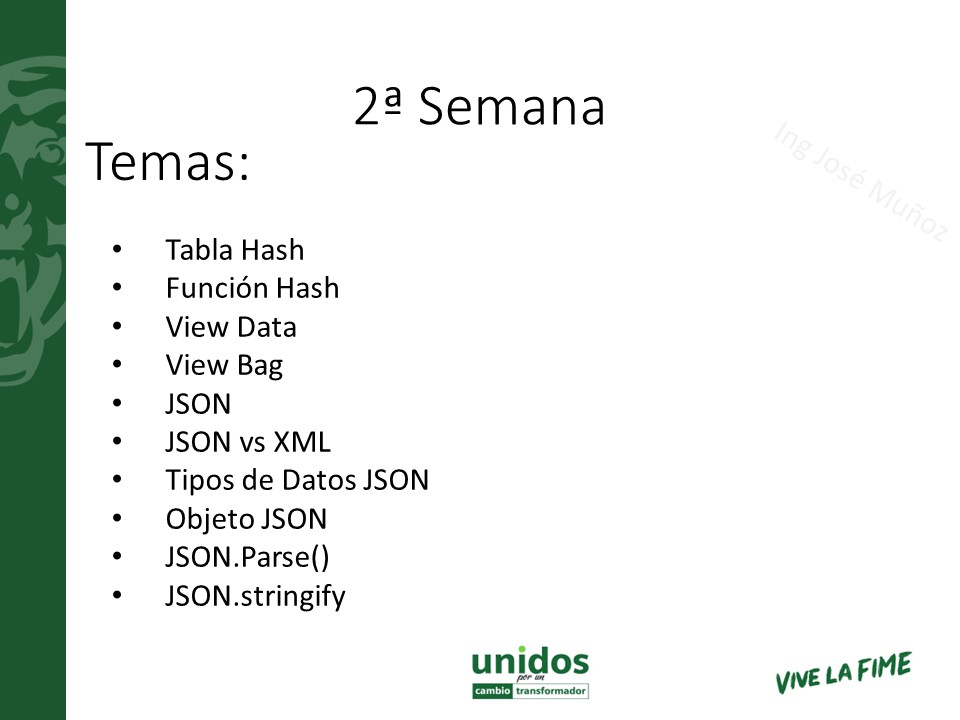 2ª Semana
Temas:
Ing José Muñoz
• Tabla Hash
• Función Hash
• View Data
• View Bag
• JSON
• JSON vs XML
• Tipos de Datos JSON
• Objeto JSON
• JSON.Parse()
• JSON.stringify
unidos
por un
cambio transformador
VIVE LA FIME